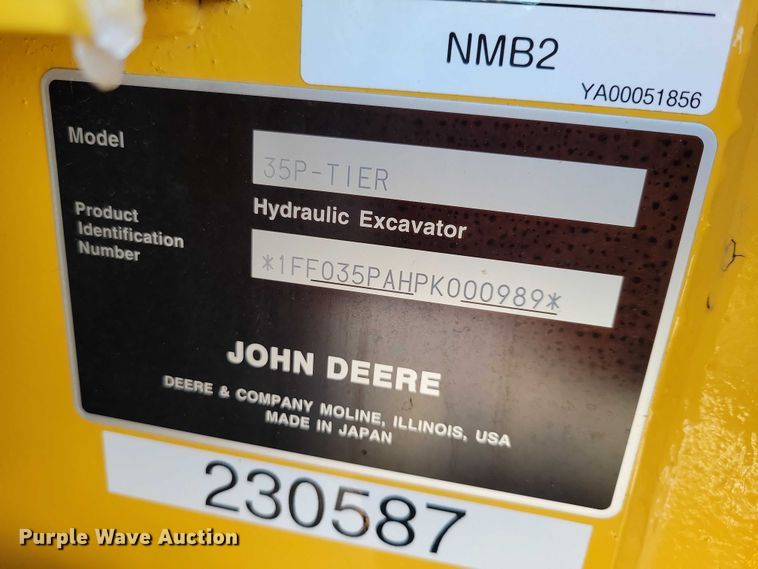 NMB2
YA00051856
Model
35P-TIER
Hydraulic Excavator
Product
Identification
Number
*1FF035PAHPK000989*
JOHN DEERE
DEERE & COMPANY MOLINE, ILLINOIS, USA
MADE IN JAPAN
230587
Purple Wave Auction